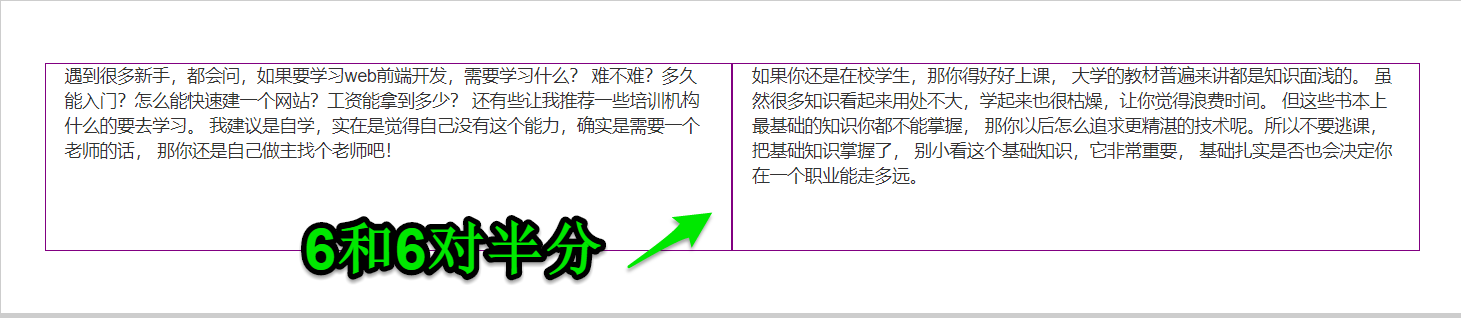 遇到很多新手，都会问，如果要学习web前端开发，需要学习什么？ 难不难？多久
能入门？怎么能快速建一个网站？工资能拿到多少？ 还有些让我推荐一些培训机构
什么的要去学习。 我建议是自学，实在是觉得自己没有这个能力，确实是需要一个
老师的话， 那你还是自己做主找个老师吧！
如果你还是在校学生，那你得好好上课， 大学的教材普遍来讲都是知识面浅的。 虽
然很多知识看起来用处不大，学起来也很枯燥，让你觉得浪费时间。 但这些书本上
最基础的知识你都不能掌握， 那你以后怎么追求更精湛的技术呢。所以不要逃课，
把基础知识掌握了， 别小看这个基础知识，它非常重要， 基础扎实是否也会决定你
在一个职业能走多远。
6和6对半分